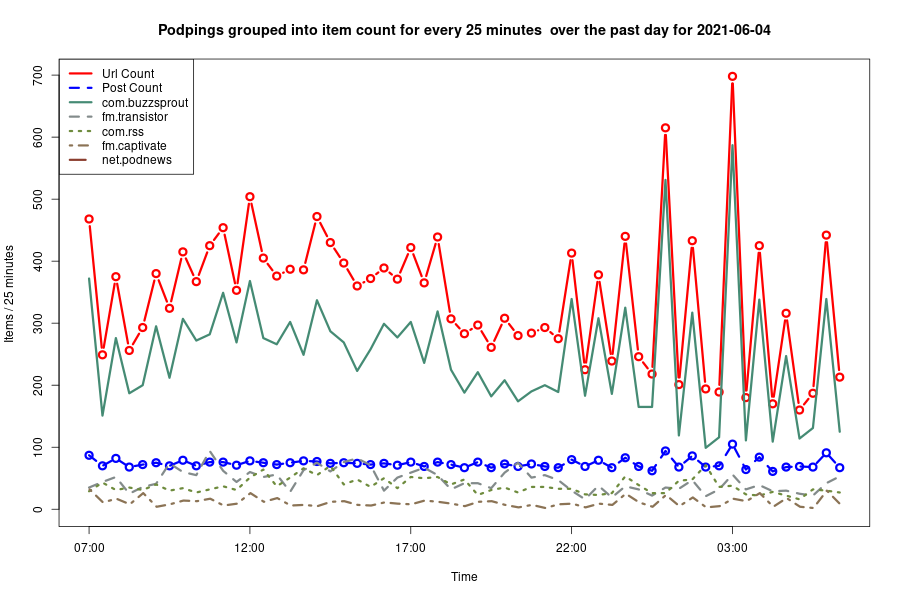 Podpings grouped into item count for every 25 minutes  over the past day for 2021-06-04
Url Count
Post Count
com.buzzsprout
fm.transistor
com.rss
fm.captivate
net.podnews
Items / 25 minutes
700
600
500
400
300
200
100
0
07:00 12:00 17:00 22:00 03:00
Time